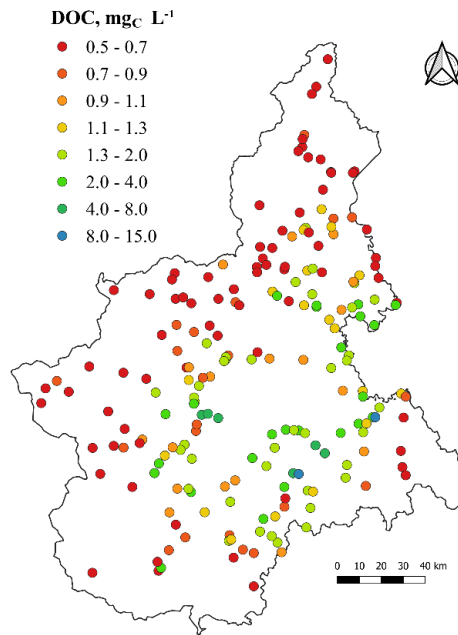 DOC, mgC L-1
0.5 - 0.7
0.7 - 0.9
0.9 - 1.1
1.1 - 1.3
1.3 - 2.0
2.0 - 4.0
4.0 - 8.0
8.0 - 15.0
0 10 20 30 40 km